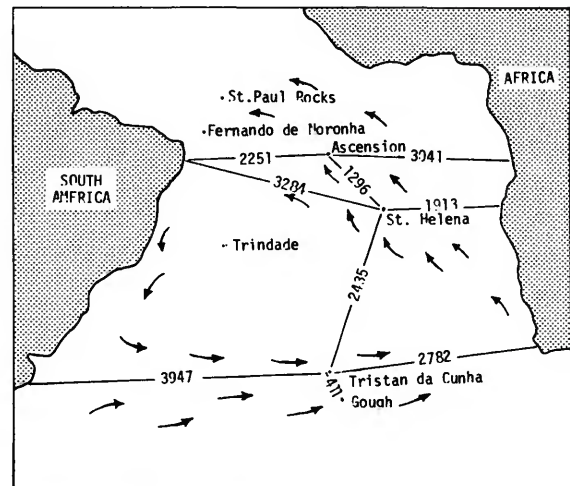 AFRICA
St.Paul Rocks
Fernando de Noronha
Ascension
2251
3041
SOUTH
AMERICA
3284
1296
1913
St. Helena
Trindade
2435
2782
3947
Tristan da Cunha
411
Gough